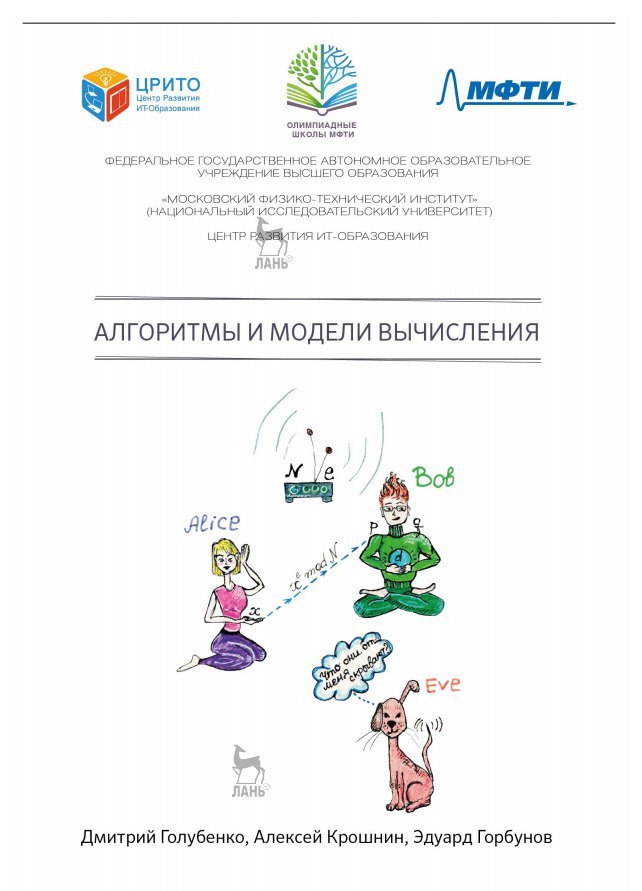 ЦРИТО
Центр Развития
ИТ-Образования
ОЛИМПИАДНЫЕ
ШКОЛЫ МФТИ
МФТИ
ФЕДЕРАЛЬНОЕ ГОСУДАРСТВЕННОЕ АВТОНОМНОЕ ОБРАЗОВАТЕЛЬНОЕ
УЧРЕЖДЕНИЕ ВЫСШЕГО ОБРАЗОВАНИЯ
«МОСКОВСКИЙ ФИЗИКО-ТЕХНИЧЕСКИЙ ИНСТИТУТ»
(НАЦИОНАЛЬНЫЙ ИССЛЕДОВАТЕЛЬСКИЙ УНИВЕРСИТЕТ)
ЦЕНТР РАЗВИТИЯ ИТ-ОБРАЗОВАНИЯ
ЛАНЬ®
АЛГОРИТМЫ И МОДЕЛИ ВЫЧИСЛЕНИЯ
N e
Bob
Alice
p q
d
x^e mod N
x
Что они от
меня
скрывают?
Eve
ЛАНЬ®
Дмитрий Голубенко, Алексей Крошнин, Эдуард Горбунов